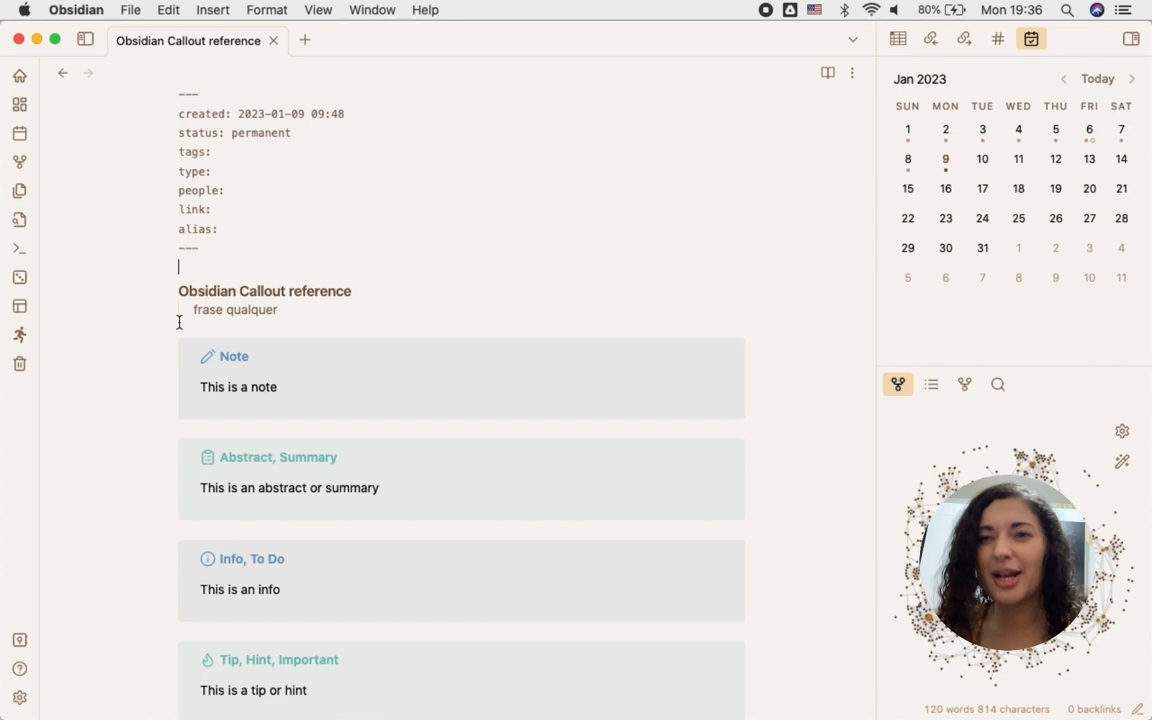 Obsidian File Edit Insert Format View Window Help 80% Mon 19:36
Obsidian Callout reference
---
created: 2023-01-09 09:48
status: permanent
tags:
type:
people:
link:
alias:
---
Obsidian Callout reference
frase qualquer
Note
This is a note
Abstract, Summary
This is an abstract or summary
Info, To Do
This is an info
Tip, Hint, Important
This is a tip or hint
Jan 2023 Today
SUN MON TUE WED THU FRI SAT
1 2 3 4 5 6 7
8 9 10 11 12 13 14
15 16 17 18 19 20 21
22 23 24 25 26 27 28
29 30 31 1 2 3 4
5 6 7 8 9 10 11
120 words 814 characters 0 backlinks